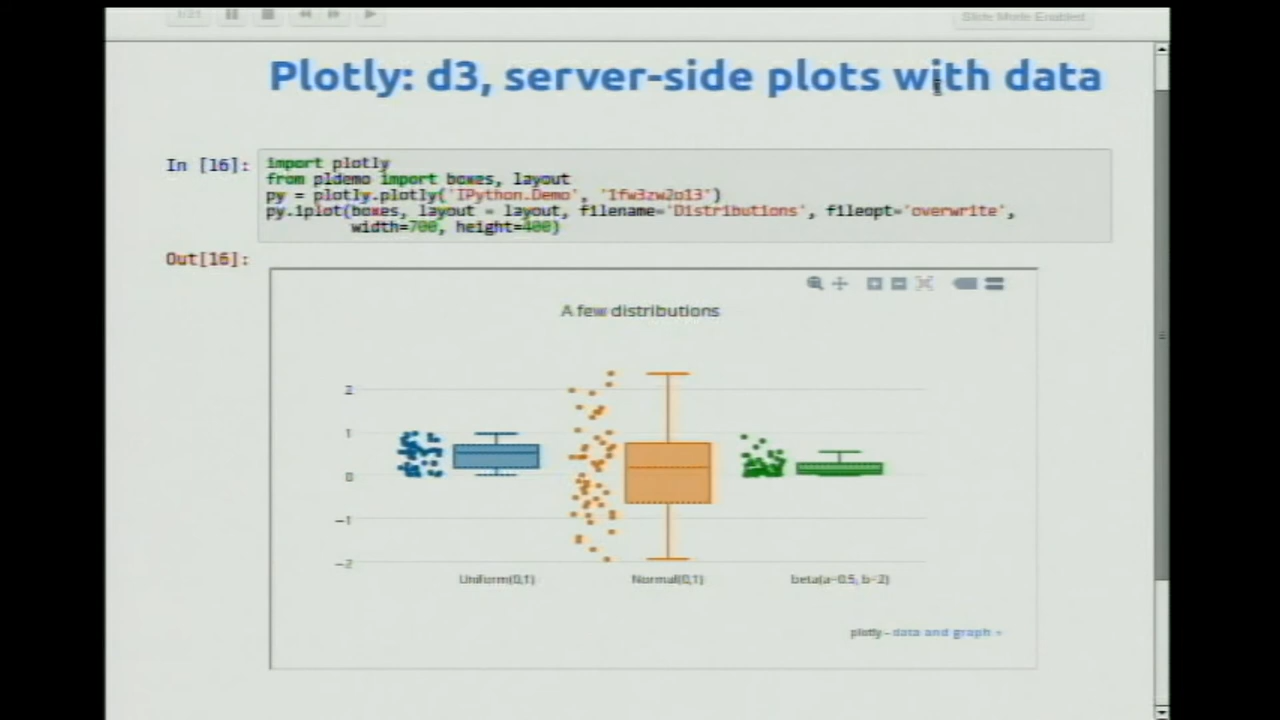 1/21
Slide Mode Enabled
Plotly: d3, server-side plots with data
In [16]:
import plotly
from pldemo import boxes, layout
py = plotly.plotly('IPython.Demo', '1fw3zw2o13')
py.iplot(boxes, layout = layout, filename='Distributions', fileopt='overwrite',
width=700, height=400)
Out[16]:
A few distributions
2
1
0
−1
−2
Uniform(0,1)
Normal(0,1)
beta(a=0.5, b=2)
plotly - data and graph »